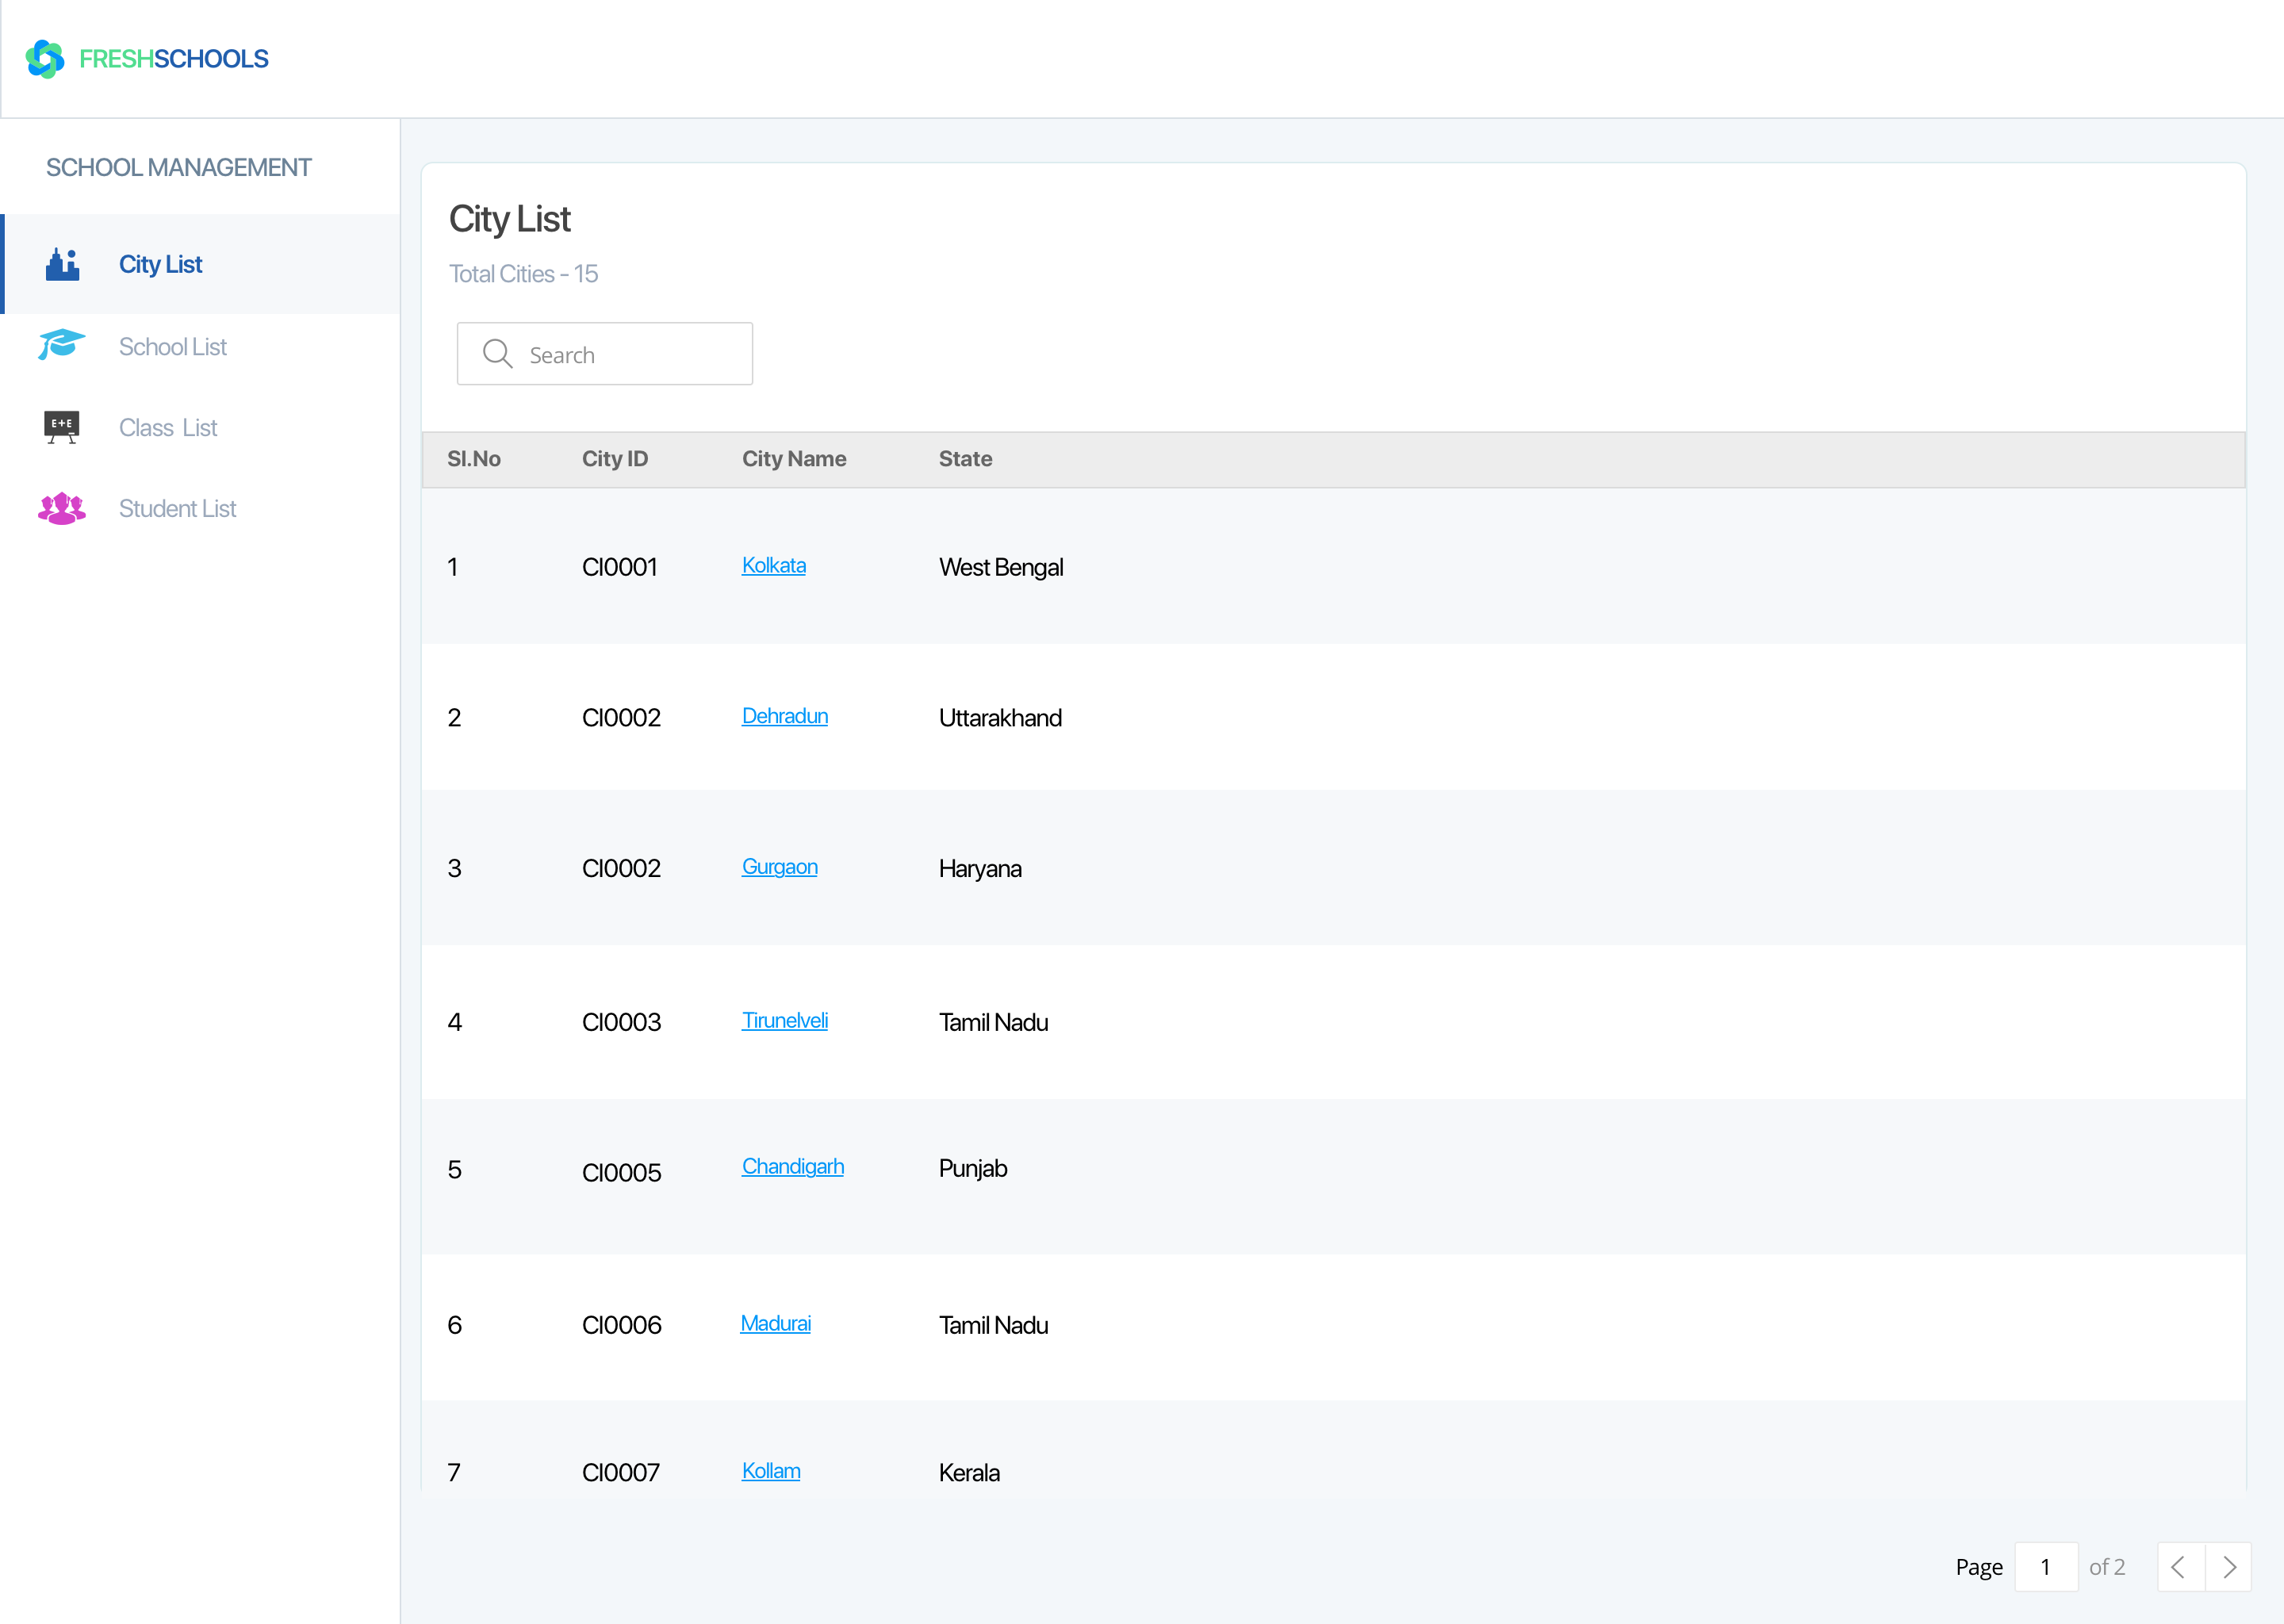 FRESHSCHOOLS
SCHOOL MANAGEMENT
City List
School List
E+E
Class List
Student List
City List
Total Cities - 15
Search
Sl.No City ID City Name State
1 CI0001 Kolkata West Bengal
2 CI0002 Dehradun Uttarakhand
3 CI0002 Gurgaon Haryana
4 CI0003 Tirunelveli Tamil Nadu
5 CI0005 Chandigarh Punjab
6 CI0006 Madurai Tamil Nadu
7 CI0007 Kollam Kerala
Page 1 of 2